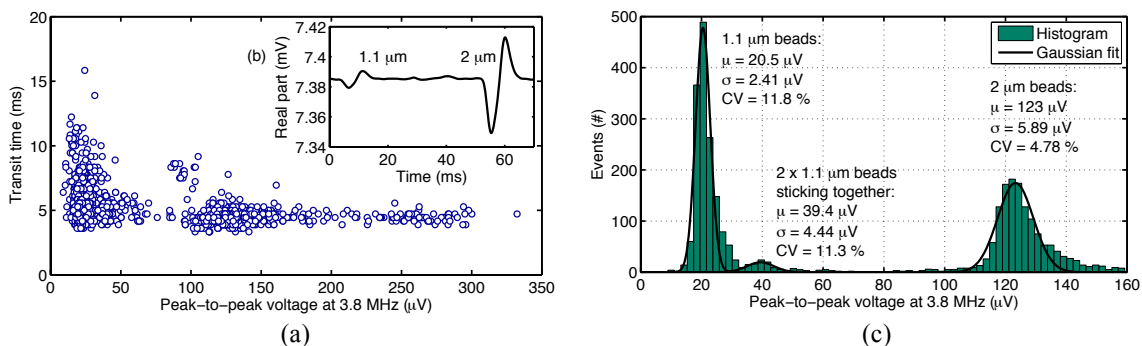 20
15
10
5
0
Transit time (ms)
0 50 100 150 200 250 300 350
Peak−to−peak voltage at 3.8 MHz (μV)
(b)
7.42
7.4
7.38
7.36
7.34
Real part (mV)
1.1 μm
2 μm
0 20 40 60
Time (ms)
(a)
500
400
300
200
100
0
Events (#)
1.1 μm beads:
μ = 20.5 μV
σ = 2.41 μV
CV = 11.8 %
Histogram
Gaussian fit
2 μm beads:
μ = 123 μV
σ = 5.89 μV
CV = 4.78 %
2 x 1.1 μm beads
sticking together:
μ = 39.4 μV
σ = 4.44 μV
CV = 11.3 %
0 20 40 60 80 100 120 140 160
Peak−to−peak voltage at 3.8 MHz (μV)
(c)